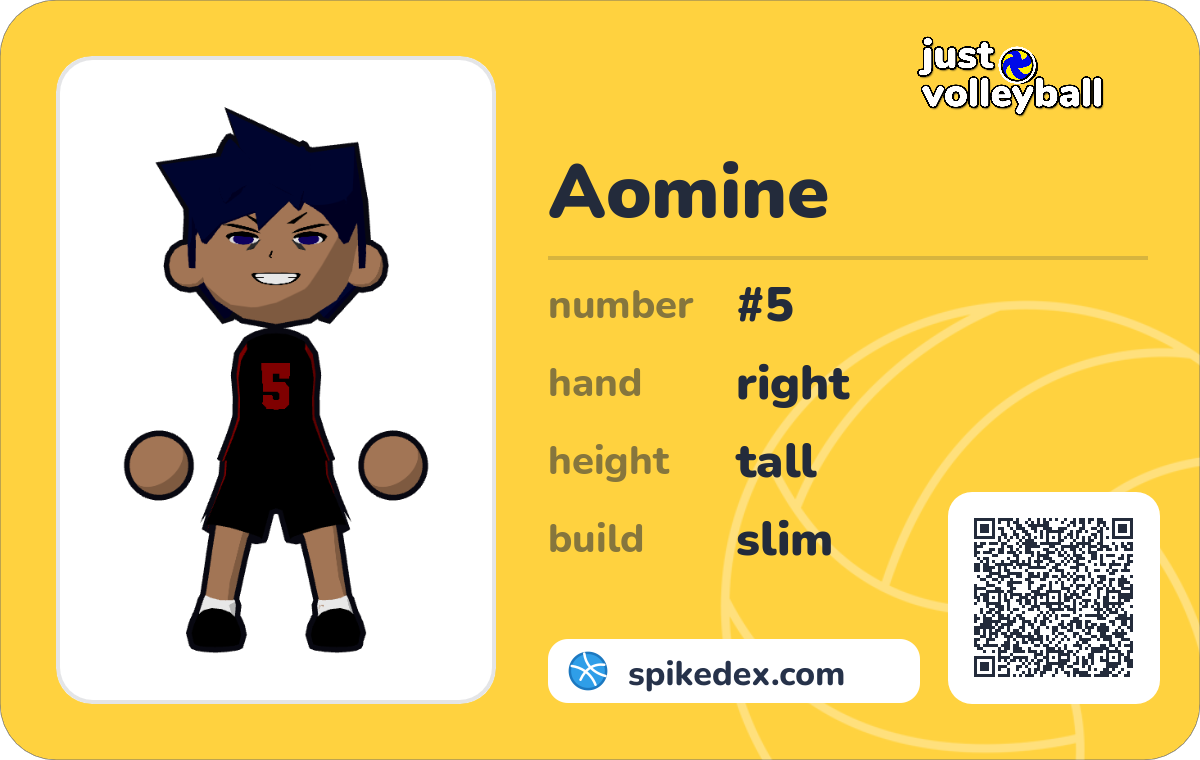 just
volleyball
Aomine
number #5
hand right
height tall
build slim
5
spikedex.com